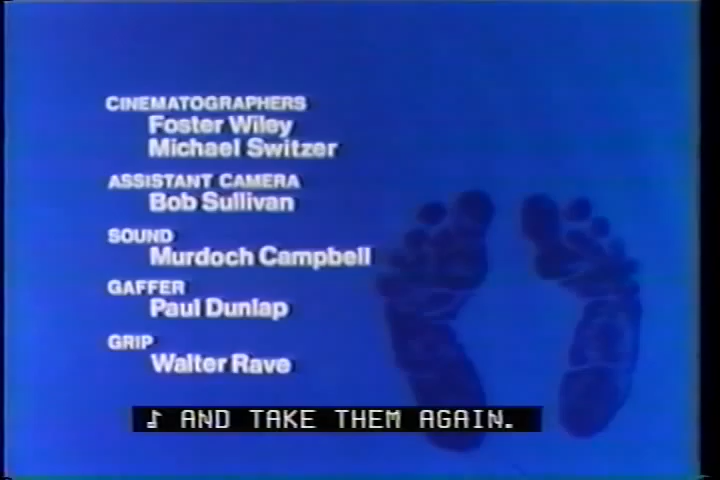 CINEMATOGRAPHERS
Foster Wiley
Michael Switzer
ASSISTANT CAMERA
Bob Sullivan
SOUND
Murdoch Campbell
GAFFER
Paul Dunlap
GRIP
Walter Rave
♪ AND TAKE THEM AGAIN.